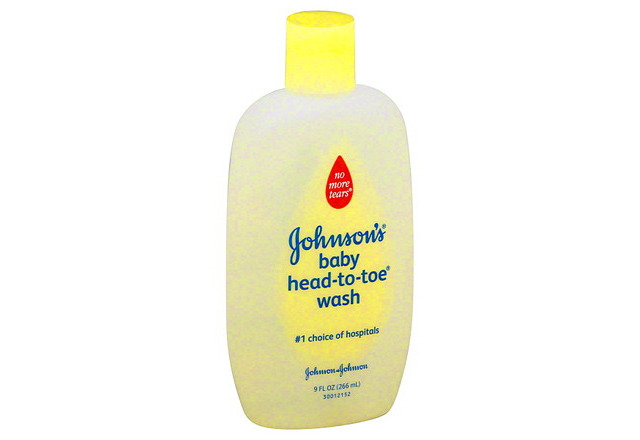 no
more
tears®
Johnson's®
baby
head-to-toe®
wash
#1 choice of hospitals
Johnson & Johnson
9 FL OZ (266 mL)
30012152